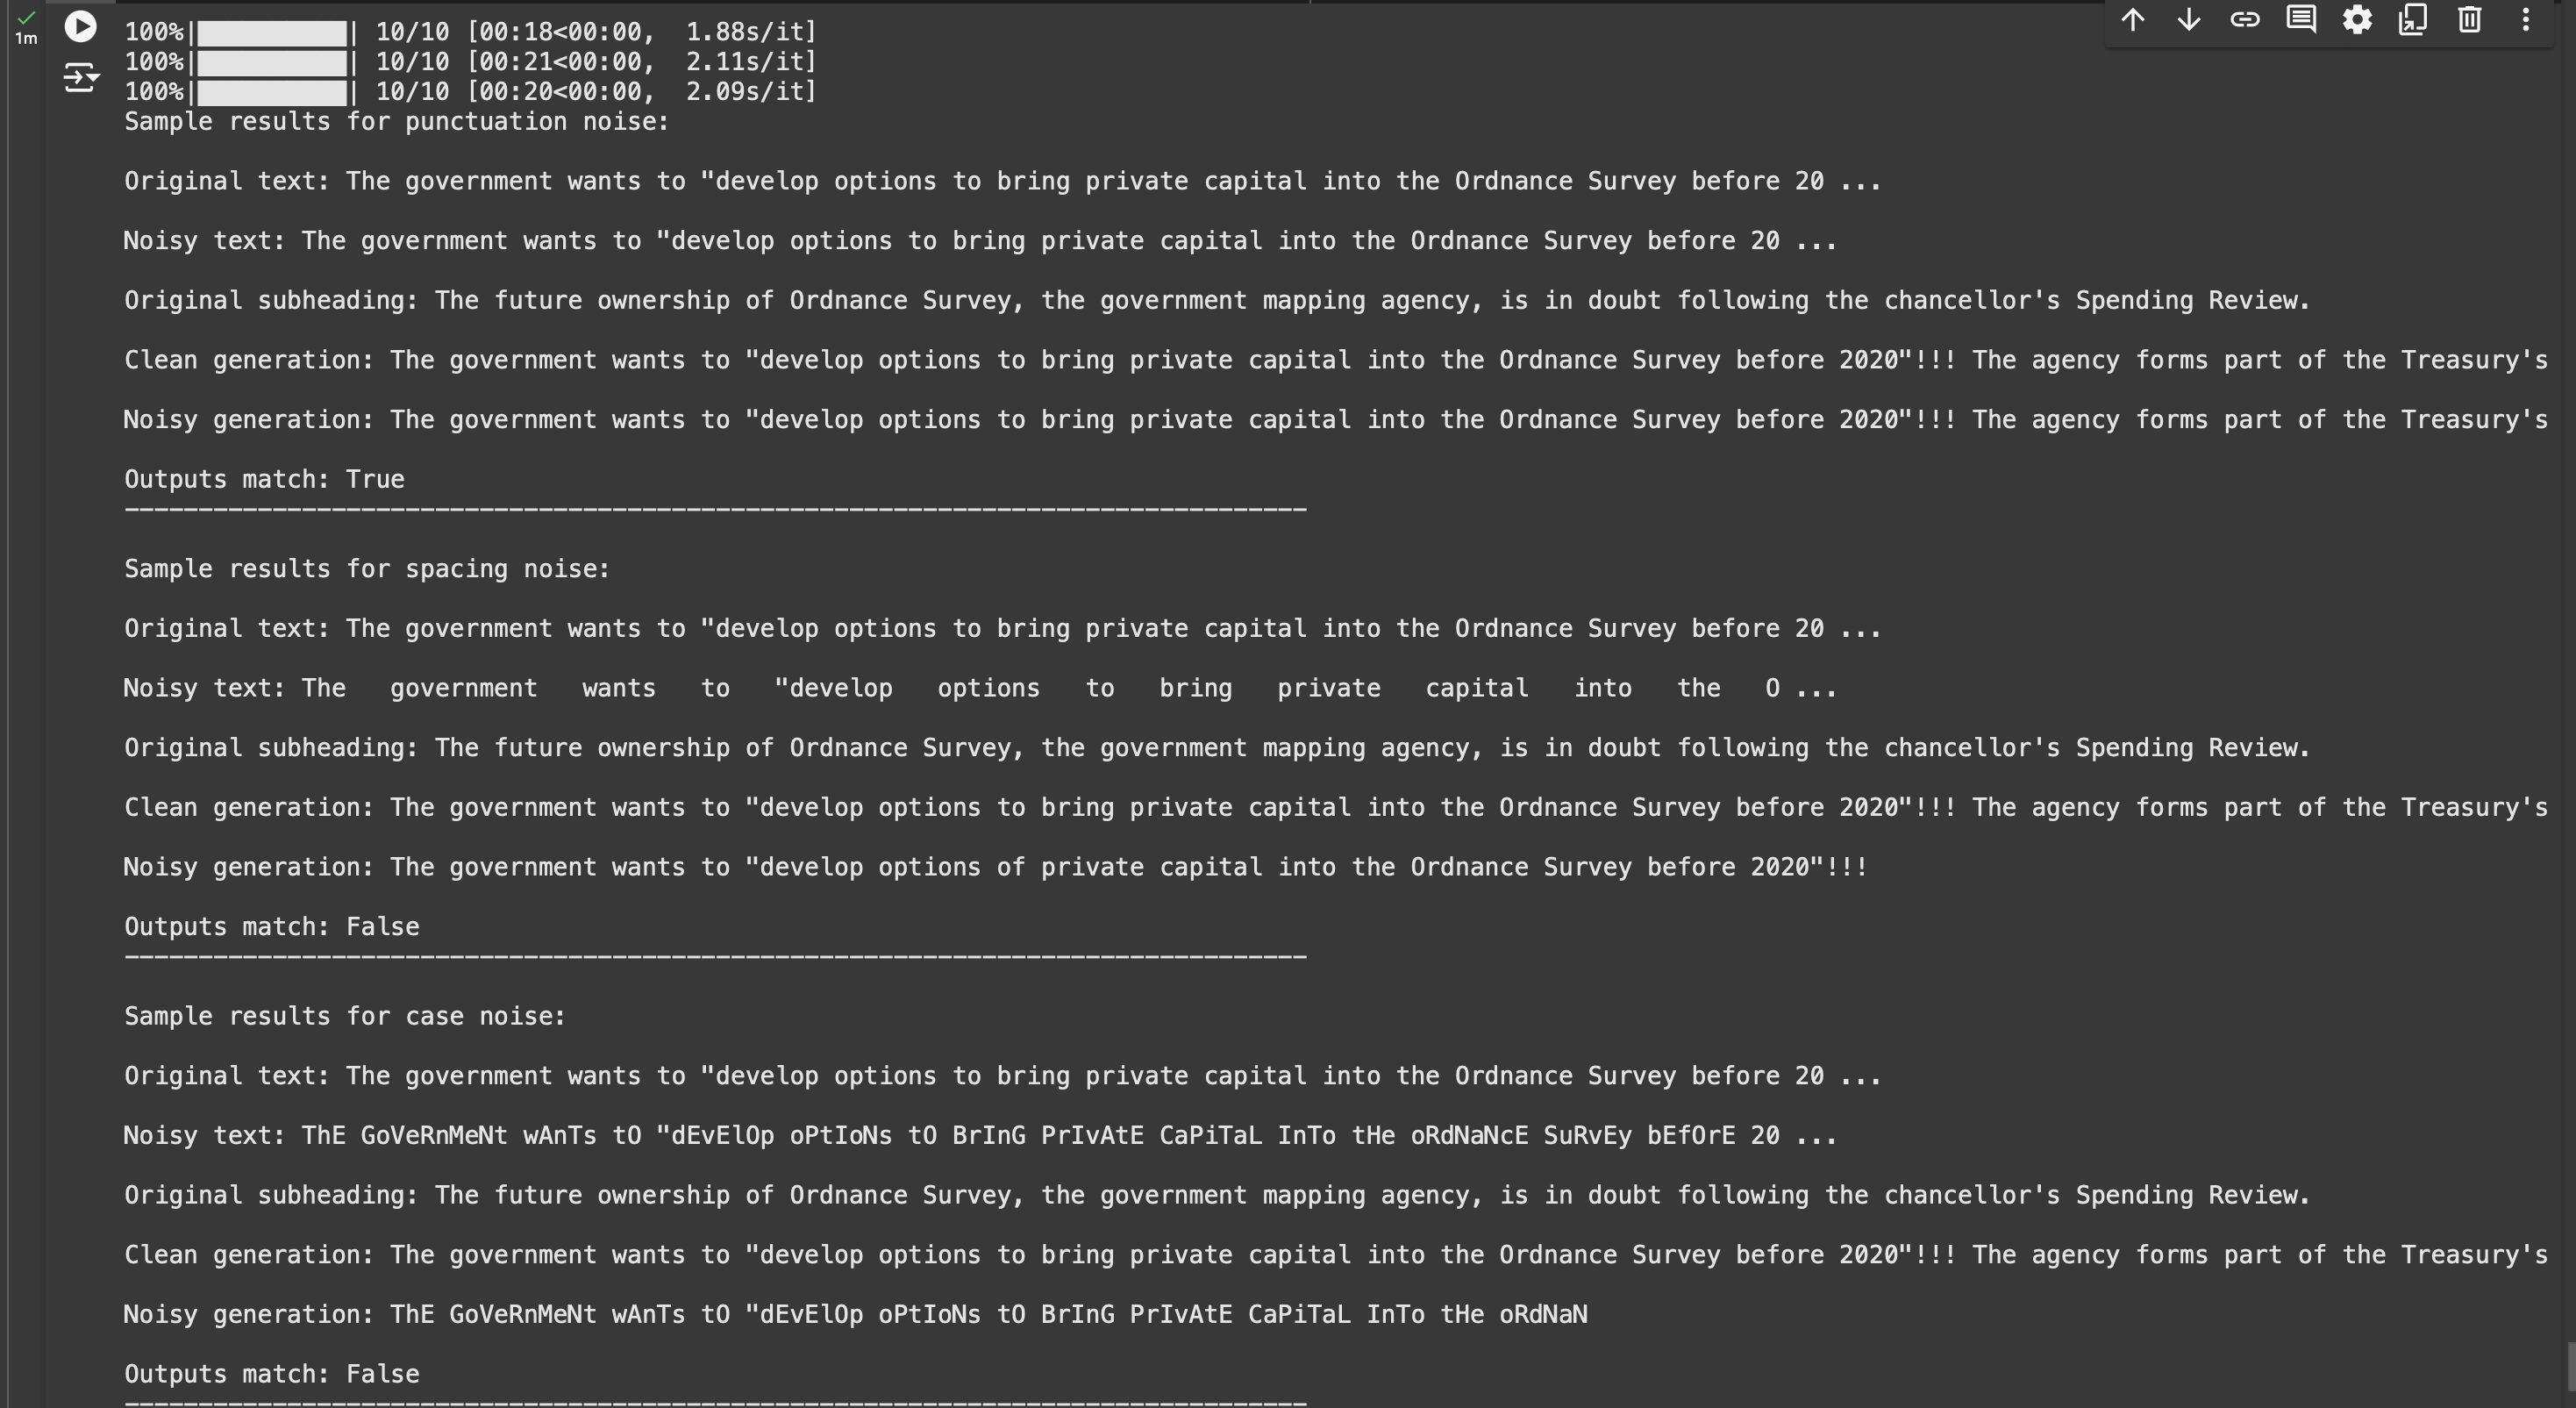 1m
100%|██████████| 10/10 [00:18<00:00,  1.88s/it]
100%|██████████| 10/10 [00:21<00:00,  2.11s/it]
100%|██████████| 10/10 [00:20<00:00,  2.09s/it]
Sample results for punctuation noise:
Original text: The government wants to "develop options to bring private capital into the Ordnance Survey before 20 ...
Noisy text: The government wants to "develop options to bring private capital into the Ordnance Survey before 20 ...
Original subheading: The future ownership of Ordnance Survey, the government mapping agency, is in doubt following the chancellor's Spending Review.
Clean generation: The government wants to "develop options to bring private capital into the Ordnance Survey before 2020"!!! The agency forms part of the Treasury's
Noisy generation: The government wants to "develop options to bring private capital into the Ordnance Survey before 2020"!!! The agency forms part of the Treasury's
Outputs match: True
--------------------------------------------------------------------------------
Sample results for spacing noise:
Original text: The government wants to "develop options to bring private capital into the Ordnance Survey before 20 ...
Noisy text: The   government   wants   to   "develop   options   to   bring   private   capital   into   the   O ...
Original subheading: The future ownership of Ordnance Survey, the government mapping agency, is in doubt following the chancellor's Spending Review.
Clean generation: The government wants to "develop options to bring private capital into the Ordnance Survey before 2020"!!! The agency forms part of the Treasury's
Noisy generation: The government wants to "develop options of private capital into the Ordnance Survey before 2020"!!!
Outputs match: False
--------------------------------------------------------------------------------
Sample results for case noise:
Original text: The government wants to "develop options to bring private capital into the Ordnance Survey before 20 ...
Noisy text: ThE GoVeRnMeNt wAnTs tO "dEvElOp oPtIoNs tO BrInG PrIvAtE CaPiTaL InTo tHe oRdNaNcE SuRvEy bEfOrE 20 ...
Original subheading: The future ownership of Ordnance Survey, the government mapping agency, is in doubt following the chancellor's Spending Review.
Clean generation: The government wants to "develop options to bring private capital into the Ordnance Survey before 2020"!!! The agency forms part of the Treasury's
Noisy generation: ThE GoVeRnMeNt wAnTs tO "dEvElOp oPtIoNs tO BrInG PrIvAtE CaPiTaL InTo tHe oRdNaN
Outputs match: False
--------------------------------------------------------------------------------